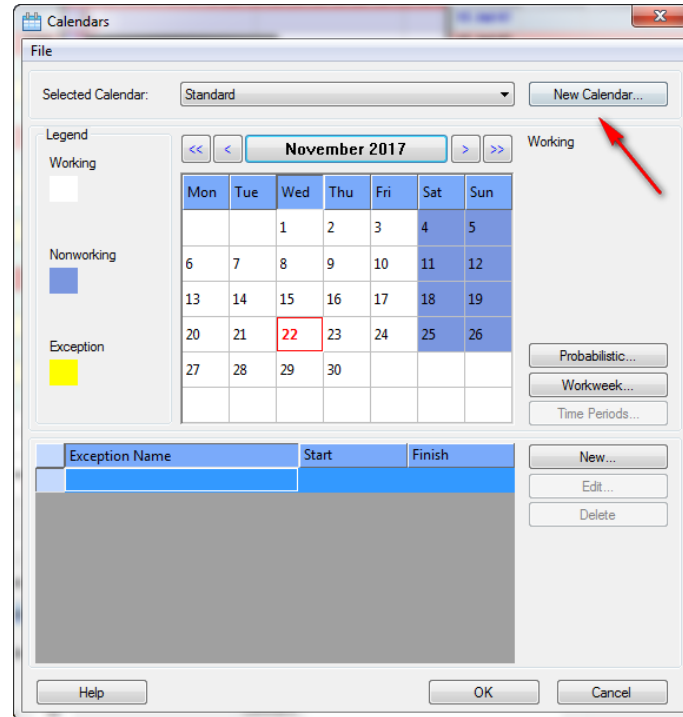 Calendars
File
Selected Calendar: Standard New Calendar...
Legend
Working
Nonworking
Exception
<< < November 2017 > >>
Mon Tue Wed Thu Fri Sat Sun
1 2 3 4 5
6 7 8 9 10 11 12
13 14 15 16 17 18 19
20 21 22 23 24 25 26
27 28 29 30
Working
Probabilistic...
Workweek...
Time Periods...
Exception Name Start Finish
New...
Edit...
Delete
Help OK Cancel